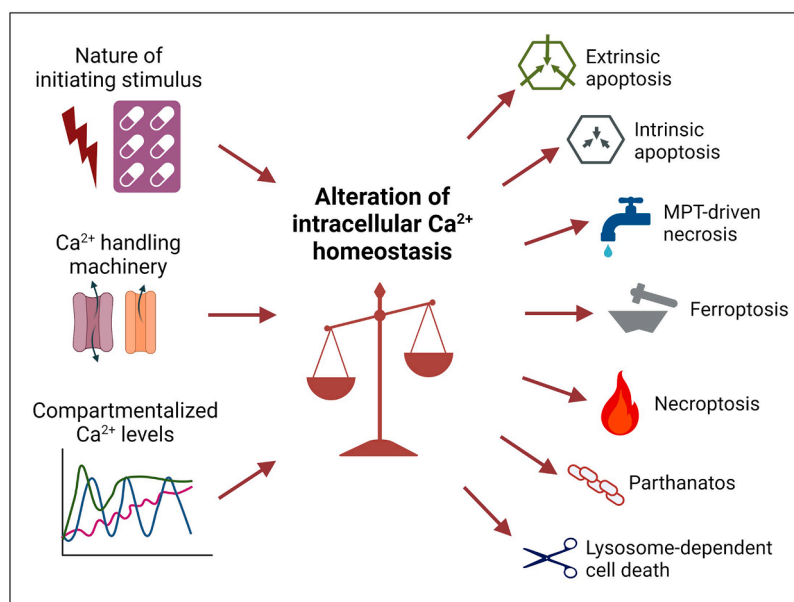 Nature of
initiating stimulus
Ca²⁺ handling
machinery
Compartmentalized
Ca²⁺ levels
Alteration of
intracellular Ca²⁺
homeostasis
Extrinsic
apoptosis
Intrinsic
apoptosis
MPT-driven
necrosis
Ferroptosis
Necroptosis
Parthanatos
Lysosome-dependent
cell death